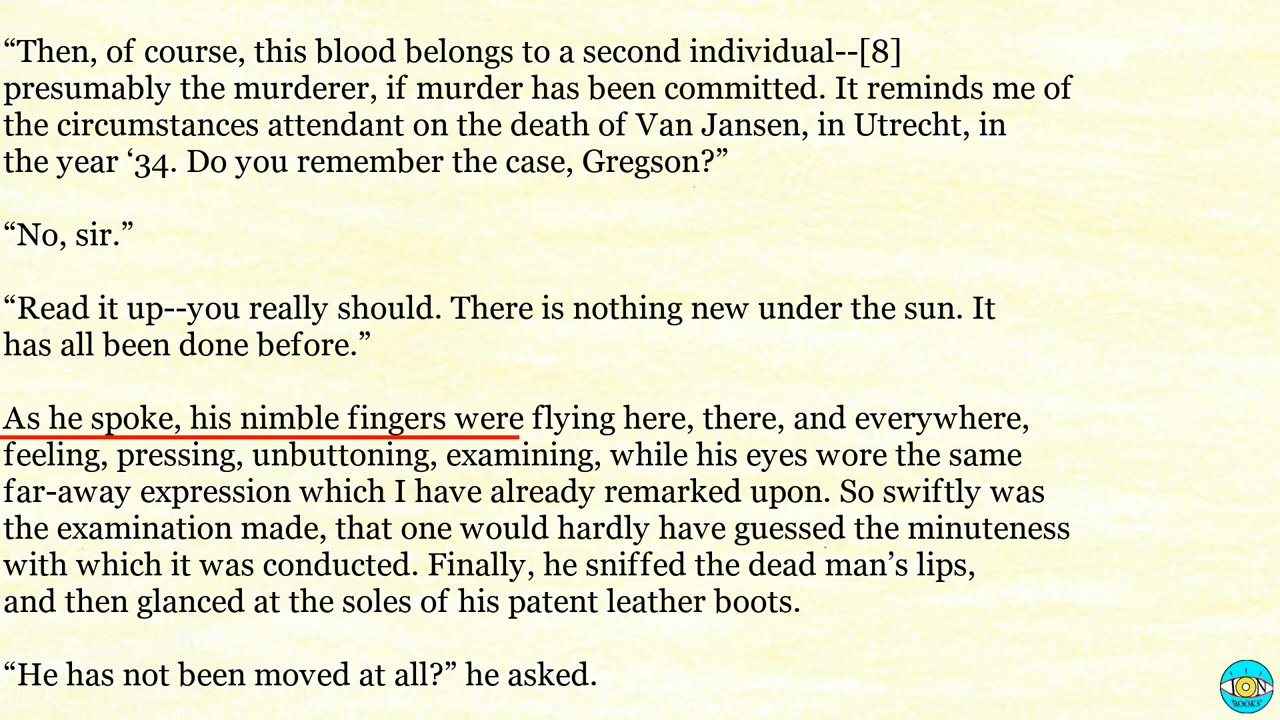 “Then, of course, this blood belongs to a second individual--[8]
presumably the murderer, if murder has been committed. It reminds me of
the circumstances attendant on the death of Van Jansen, in Utrecht, in
the year ‘34. Do you remember the case, Gregson?”
“No, sir.”
“Read it up--you really should. There is nothing new under the sun. It
has all been done before.”
As he spoke, his nimble fingers were flying here, there, and everywhere,
feeling, pressing, unbuttoning, examining, while his eyes wore the same
far-away expression which I have already remarked upon. So swiftly was
the examination made, that one would hardly have guessed the minuteness
with which it was conducted. Finally, he sniffed the dead man’s lips,
and then glanced at the soles of his patent leather boots.
“He has not been moved at all?” he asked.
ION
BOOKS